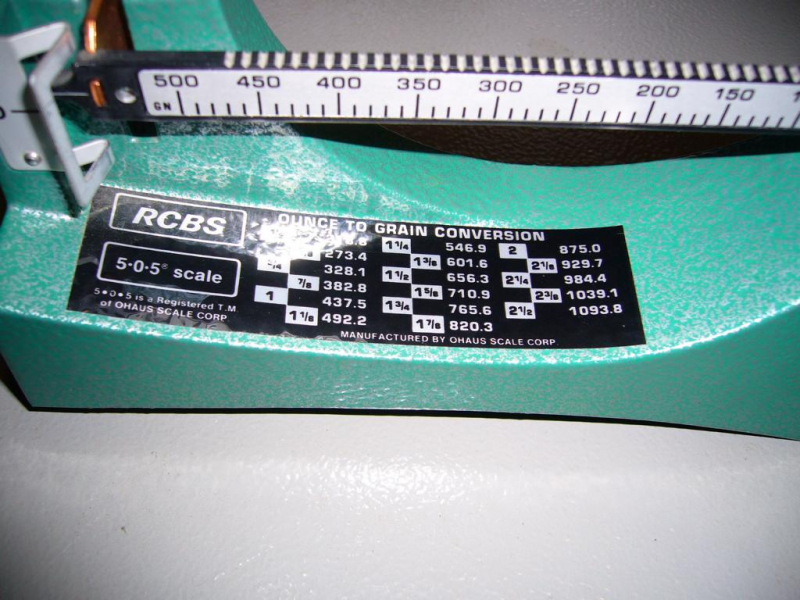 500 450 400 350 300 250 200 150
GN
RCBS
5•0•5® scale
5•0•5 is a Registered T.M.
of OHAUS SCALE CORP
OUNCE TO GRAIN CONVERSION
273.4
328.1
7/8 382.8
1 437.5
1 1/8 492.2
1 1/4 546.9
1 3/8 601.6
1 1/2 656.3
1 5/8 710.9
1 3/4 765.6
1 7/8 820.3
2 875.0
2 1/8 929.7
2 1/4 984.4
2 3/8 1039.1
2 1/2 1093.8
MANUFACTURED BY OHAUS SCALE CORP